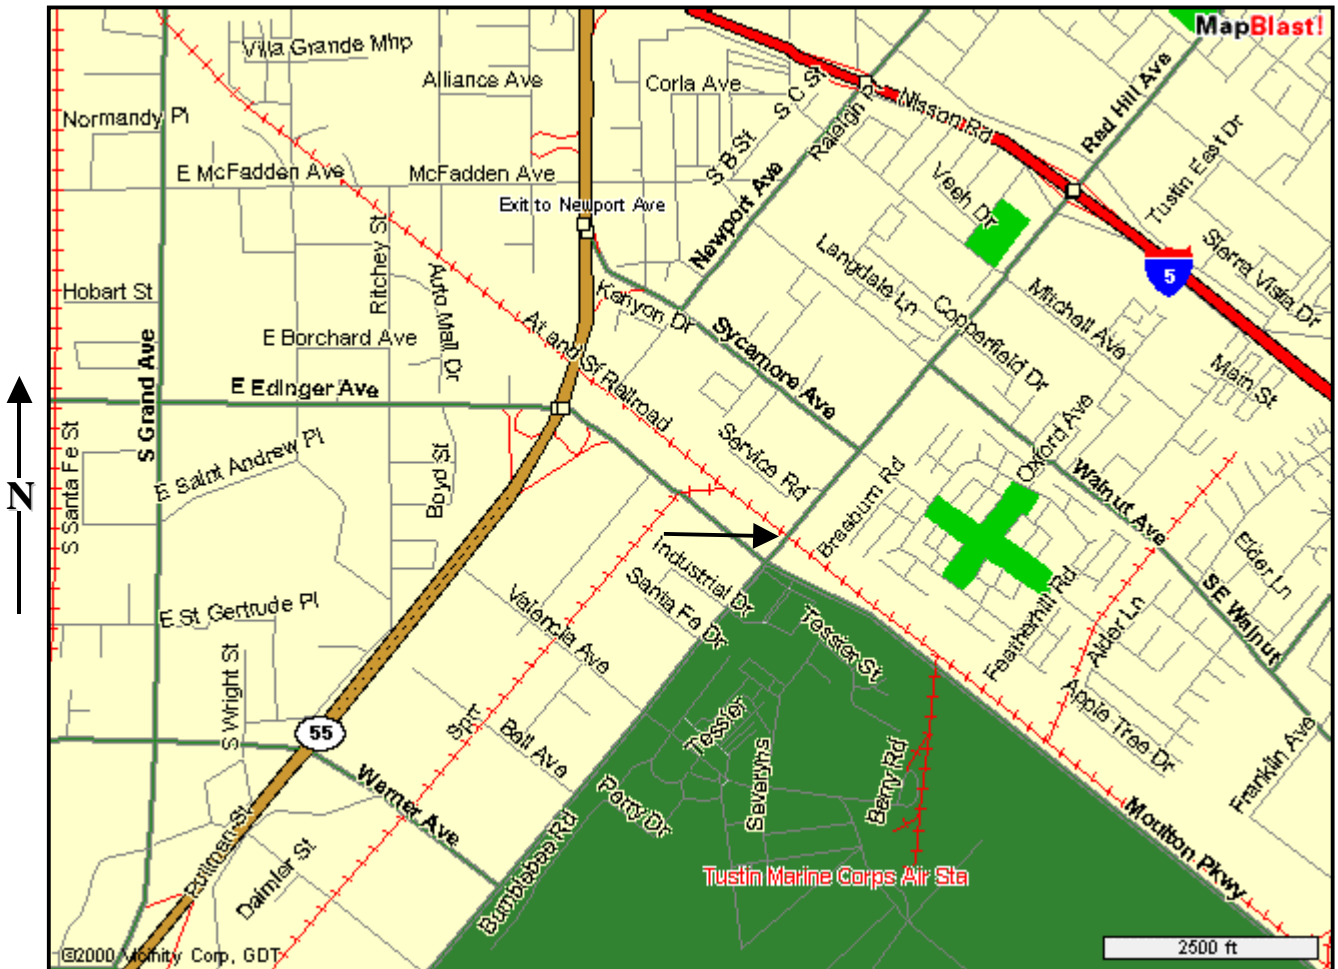 MapBlast!
Villa Grande Mhp
Alliance Ave
Corla Ave
S C St
Nisson Rd
Red Hill Ave
Normandy Pl
Raleigh P
S B St
Tustin East Dr
E McFadden Ave
McFadden Ave
Veeh Dr
Exit to Newport Ave
Newport Ave
Ritchey St
Langdale Ln
Sierra Vista Dr
5
Hobart St
Auto Mall Dr
Kenyon Dr
Copperfield Dr
Mitchell Ave
E Borchard Ave
At and Sf Railroad
Sycamore Ave
Main St
S Grand Ave
E Edinger Ave
Oxford Ave
S Santa Fe St
E Saint Andrew Pl
Boyd St
Service Rd
Walnut Ave
N
Breaburn Rd
Elder Ln
Industrial Dr
Santa Fe Dr
E St Gertrude Pl
Valencia Ave
Tessier St
Featherhill Rd
Alder Ln
SE Walnut
S Wright St
Apple Tree Dr
Sprr
55
Bell Ave
Tessier
Severyns
Berry Rd
Franklin Ave
Warner Ave
Perry Dr
Moulton Pkwy
Pullman St
Daimler St
Bumblebee Rd
Tustin Marine Corps Air Sta
©2000 Vicinity Corp, GDT
2500 ft